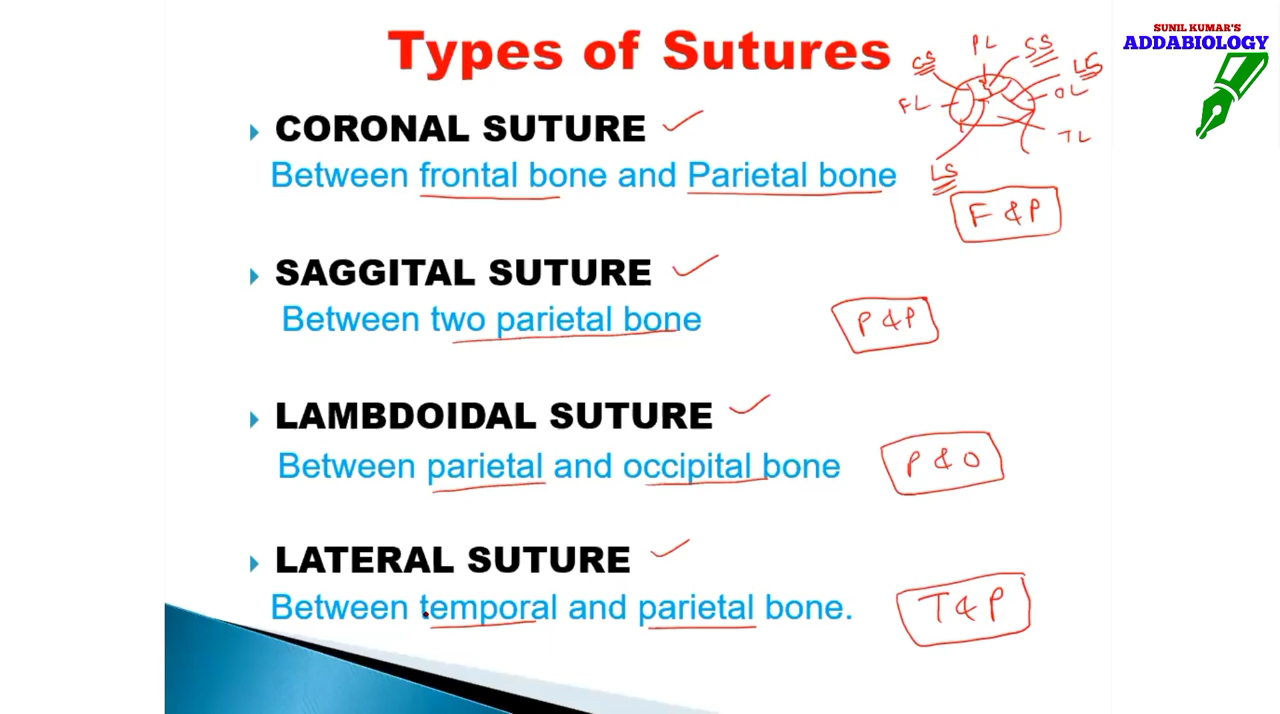 SUNIL KUMAR'S
ADDABIOLOGY
Types of Sutures
PL
SS
CS
LS
FL
OL
TL
LS
CORONAL SUTURE
Between frontal bone and Parietal bone
F & P
SAGGITAL SUTURE
Between two parietal bone
P & P
LAMBDOIDAL SUTURE
Between parietal and occipital bone
P & O
LATERAL SUTURE
Between temporal and parietal bone.
T & P